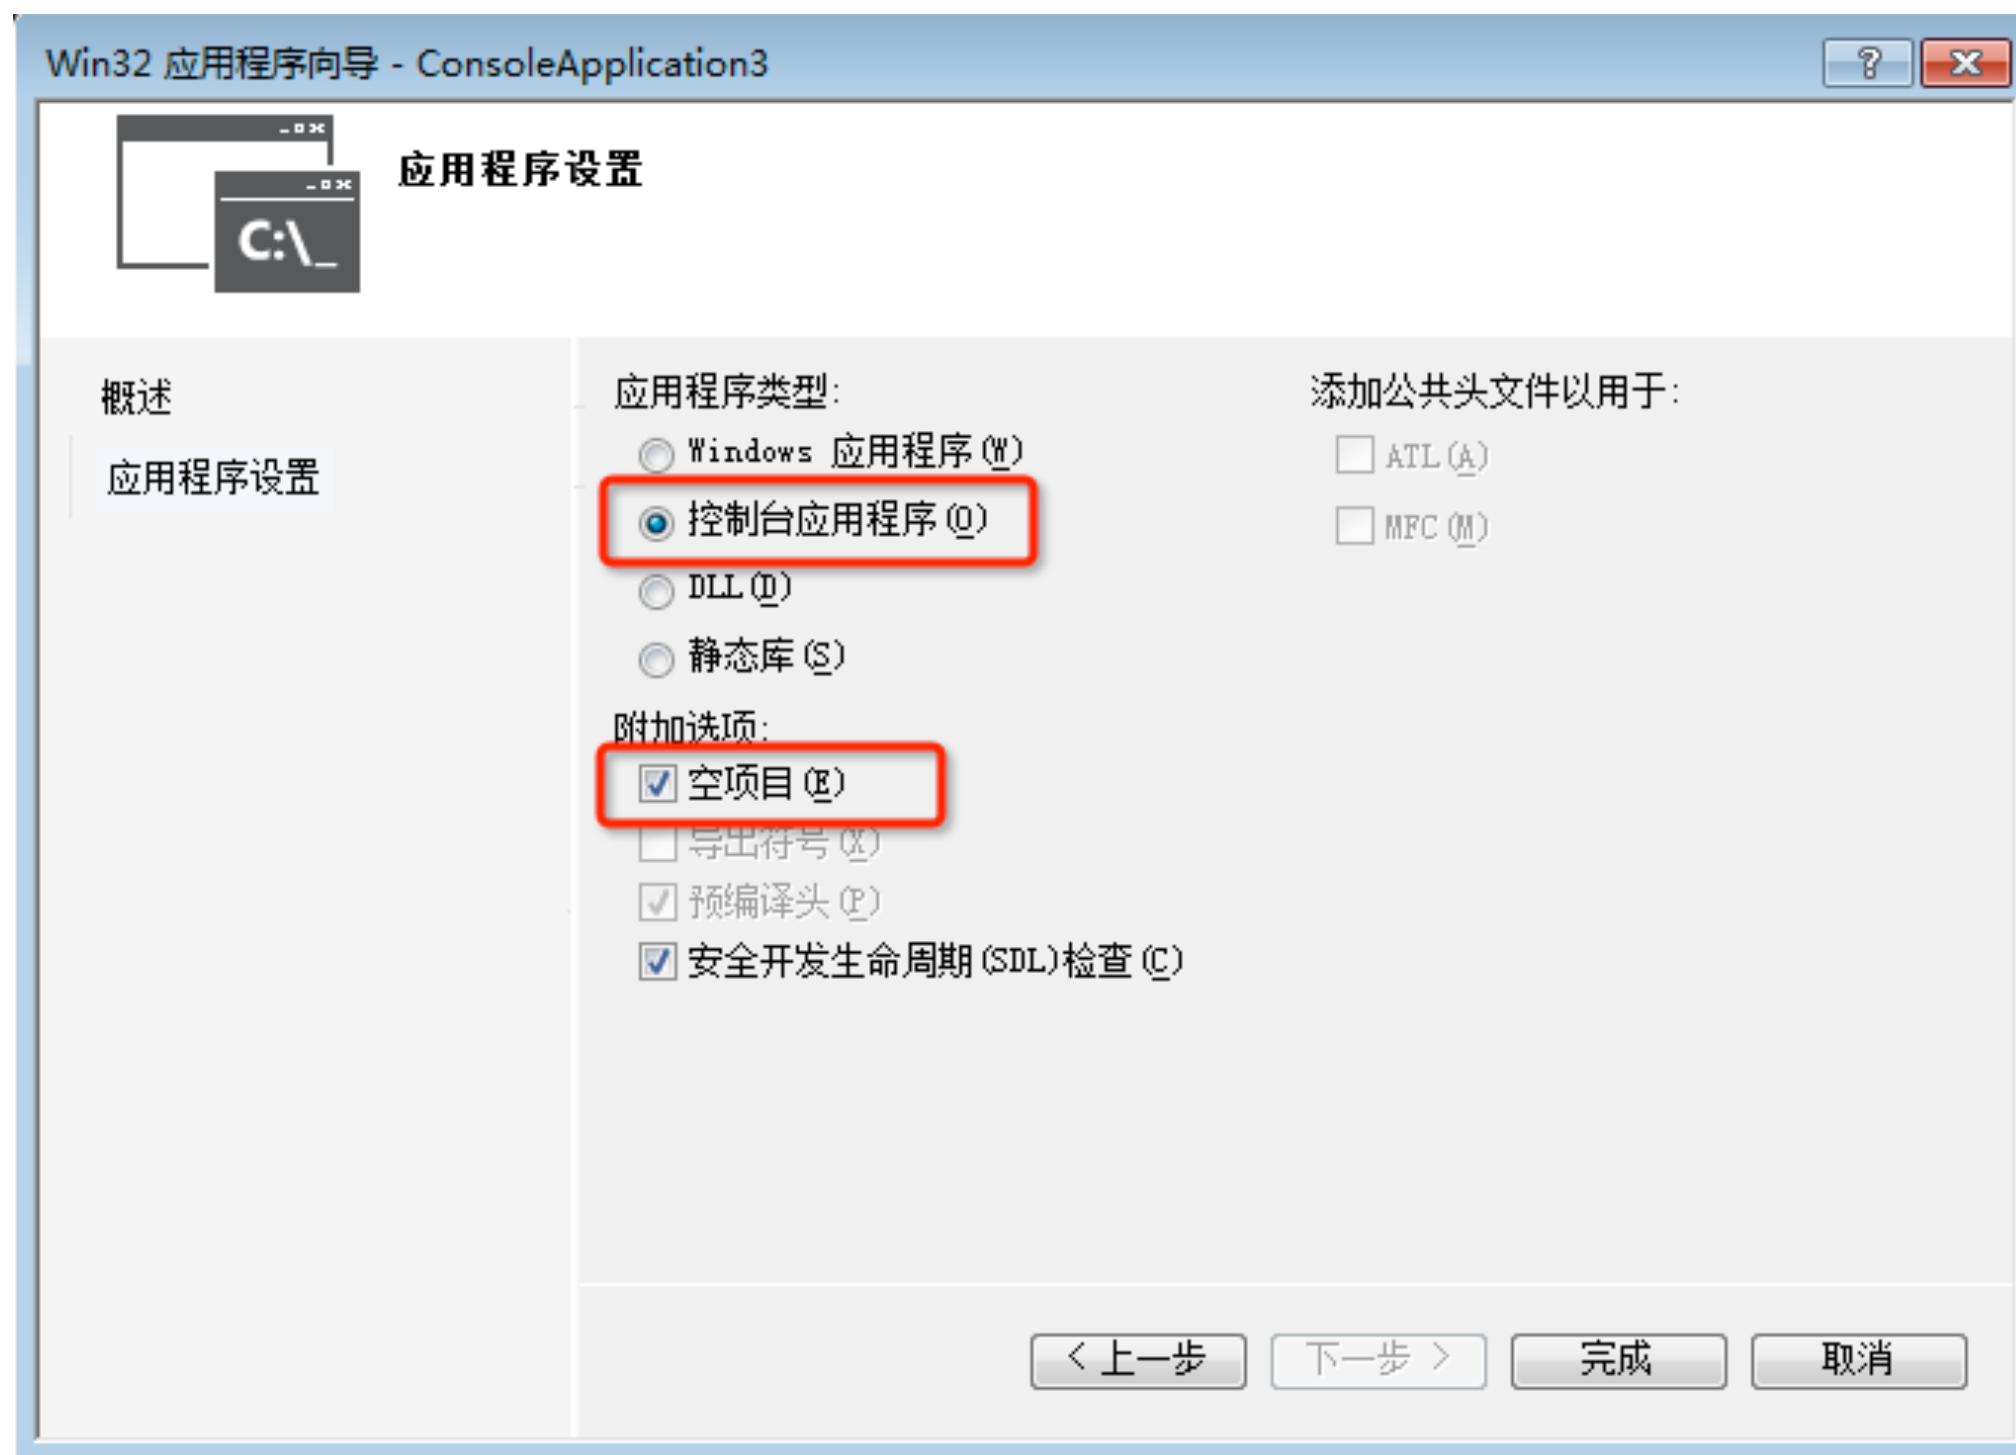 Win32 应用程序向导 - ConsoleApplication3
C:\_
应用程序设置
概述
应用程序设置
应用程序类型:
Windows 应用程序(W)
控制台应用程序(O)
DLL(D)
静态库(S)
附加选项:
空项目(E)
导出符号(X)
预编译头(P)
安全开发生命周期(SDL)检查(C)
添加公共头文件以用于:
ATL(A)
MFC(M)
< 上一步
下一步 >
完成
取消